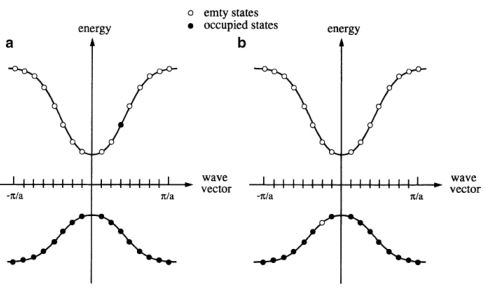 emty states
occupied states
a
energy
b
energy
wave
vector
-π/a
π/a
wave
vector
-π/a
π/a